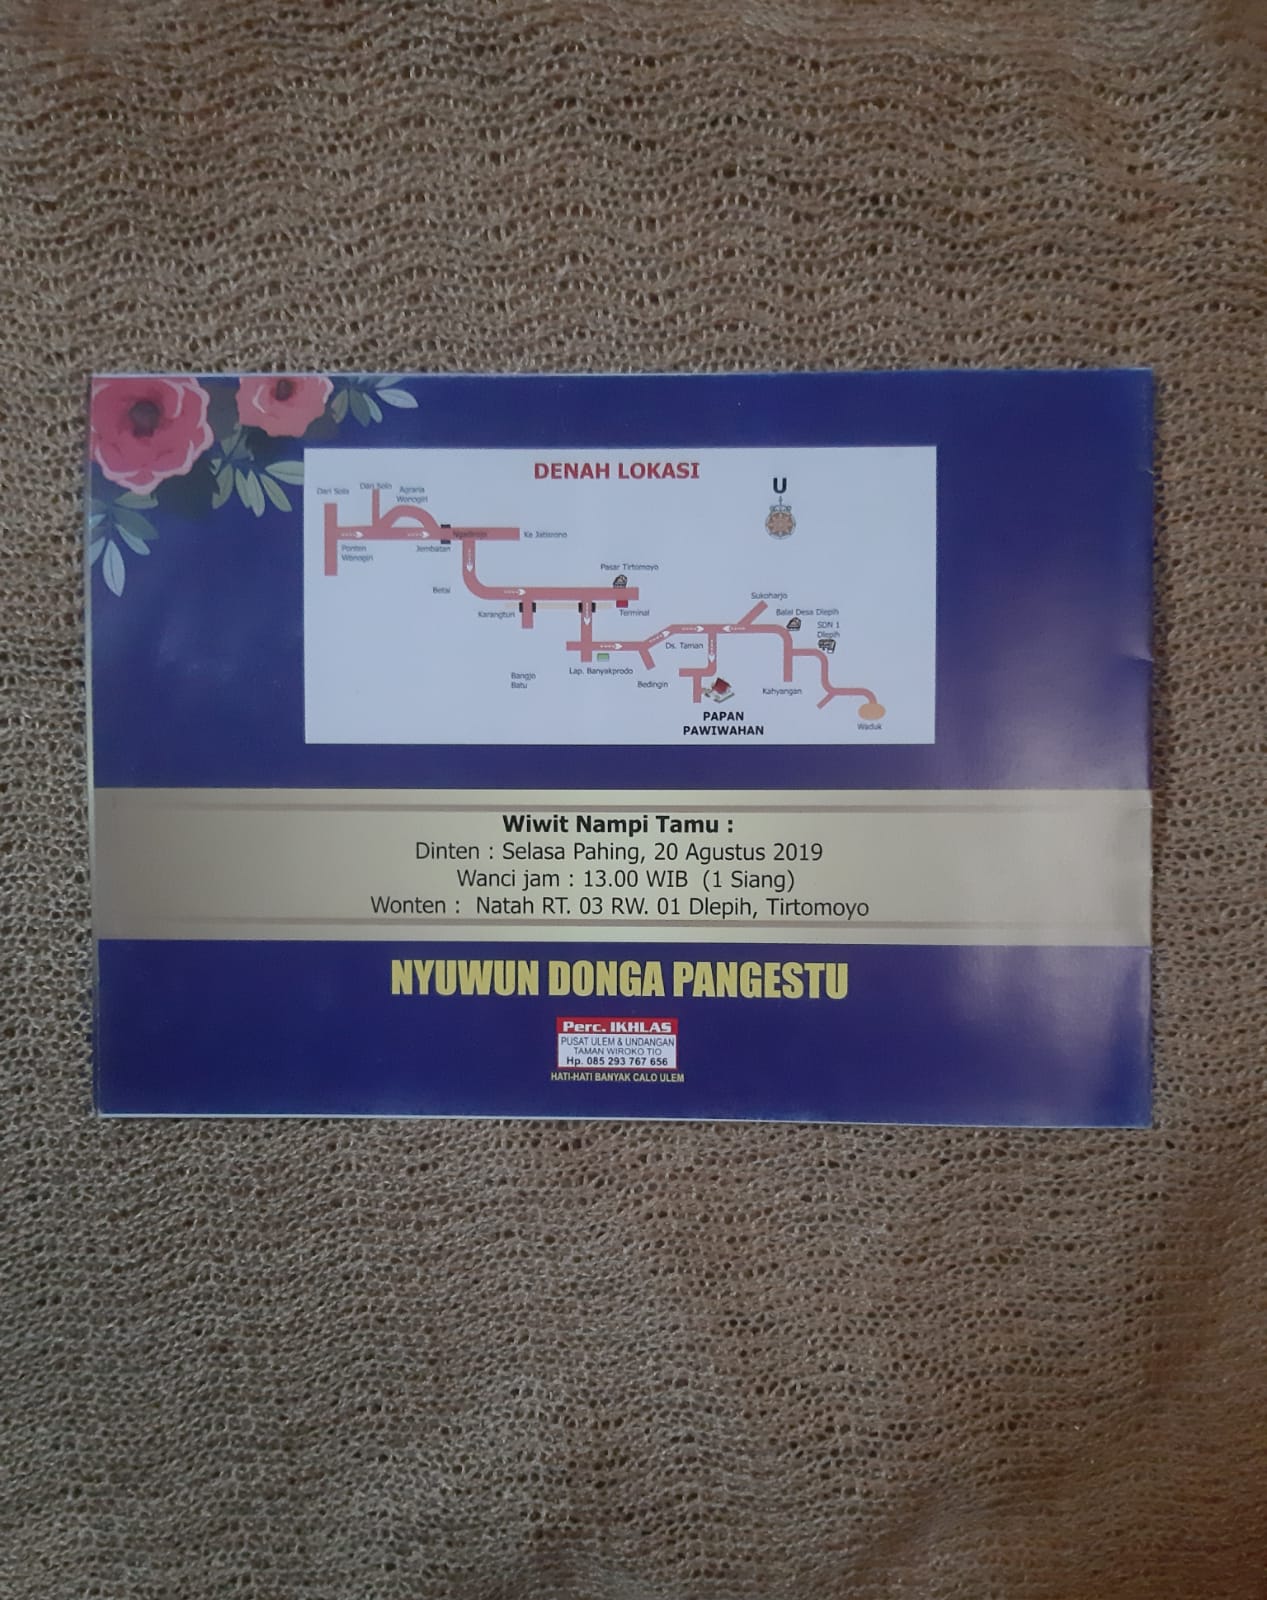 DENAH LOKASI
U
Dari Solo
Dari Solo
Agraria
Wonogiri
Ponten
Wonogiri
Jembatan
Ngadirojo
Ke Jatisrono
Betal
Pasar Tirtomoyo
Karangtun
Terminal
Sukoharjo
Balai Desa Dlepih
SDN 1
Dlepih
Ds. Taman
Lap. Banyakprodo
Bangjo
Batu
Bedingin
Kahyangan
Waduk
PAPAN
PAWIWAHAN
Wiwit Nampi Tamu :
Dinten : Selasa Pahing, 20 Agustus 2019
Wanci jam : 13.00 WIB (1 Siang)
Wonten : Natah RT. 03 RW. 01 Dlepih, Tirtomoyo
NYUWUN DONGA PANGESTU
Perc. IKHLAS
PUSAT ULEM & UNDANGAN
TAMAN WIROKO TIO
Hp. 085 293 767 656
HATI-HATI BANYAK CALO ULEM